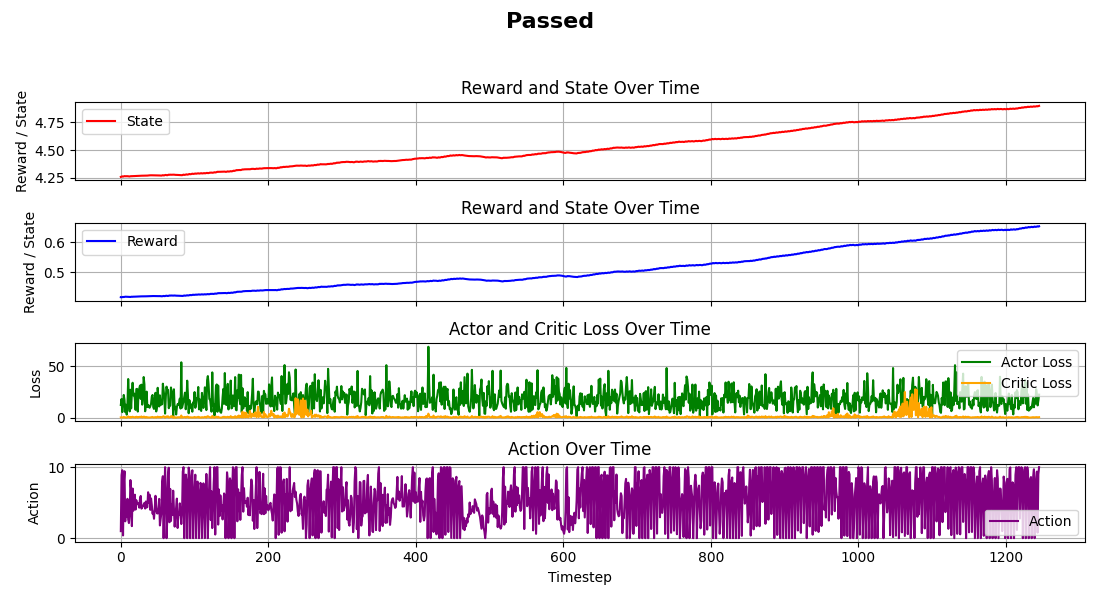 Passed
Reward and State Over Time
Reward / State
4.75
4.50
4.25
State
Reward and State Over Time
Reward / State
0.6
0.5
Reward
Actor and Critic Loss Over Time
Loss
50
0
Actor Loss
Critic Loss
Action Over Time
Action
10
0
Action
0 200 400 600 800 1000 1200
Timestep